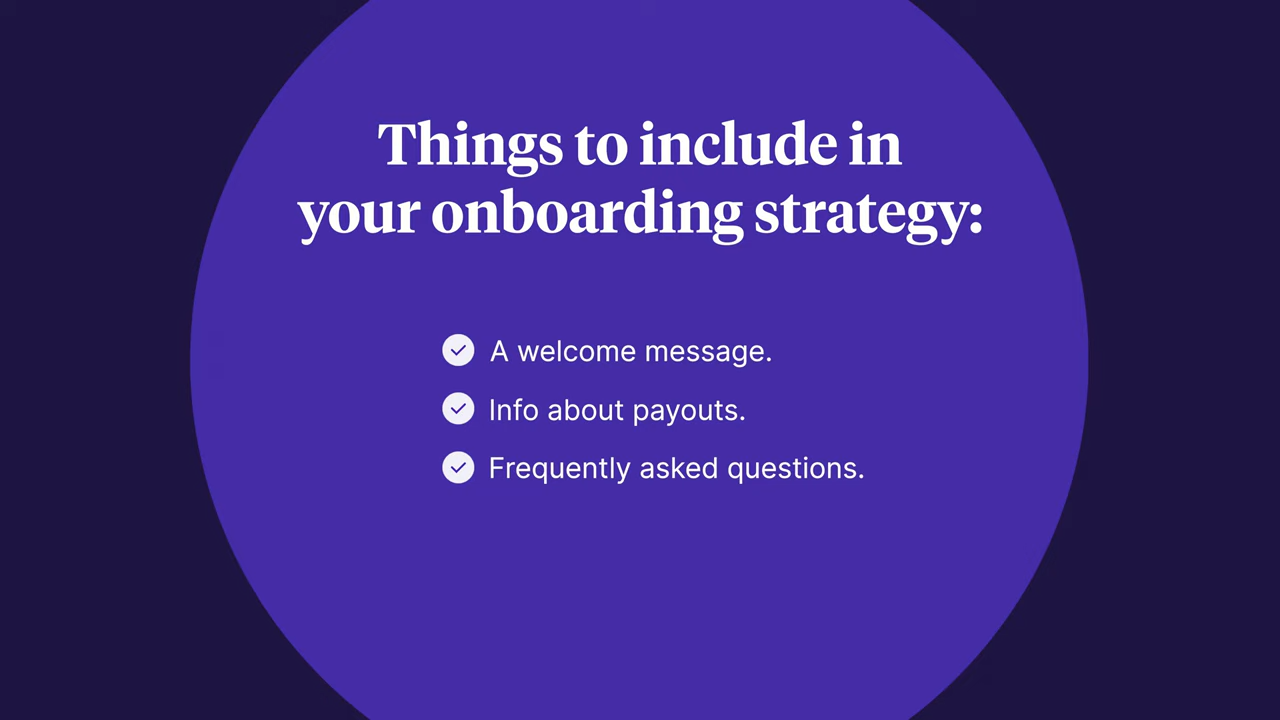 Things to include in
your onboarding strategy:
A welcome message.
Info about payouts.
Frequently asked questions.